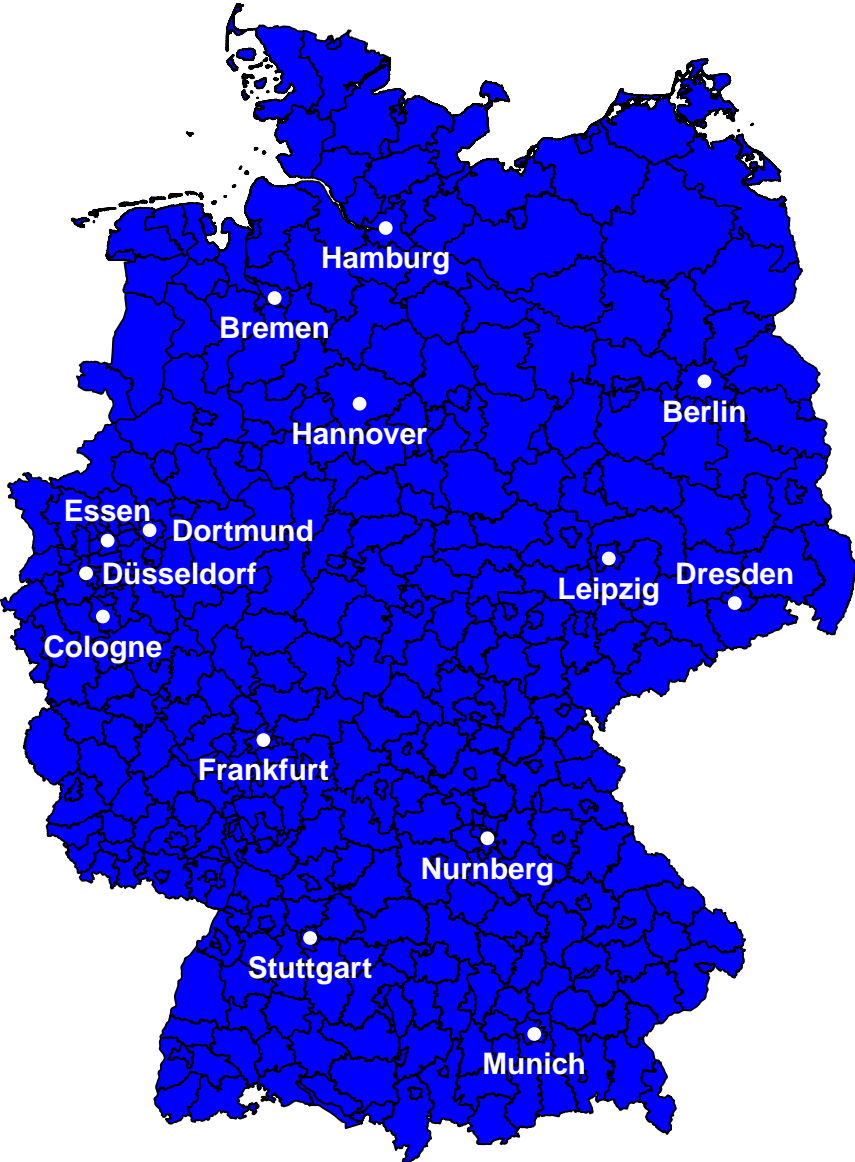 Hamburg
Bremen
Berlin
Hannover
Essen
Dortmund
Düsseldorf
Dresden
Leipzig
Cologne
Frankfurt
Nurnberg
Stuttgart
Munich